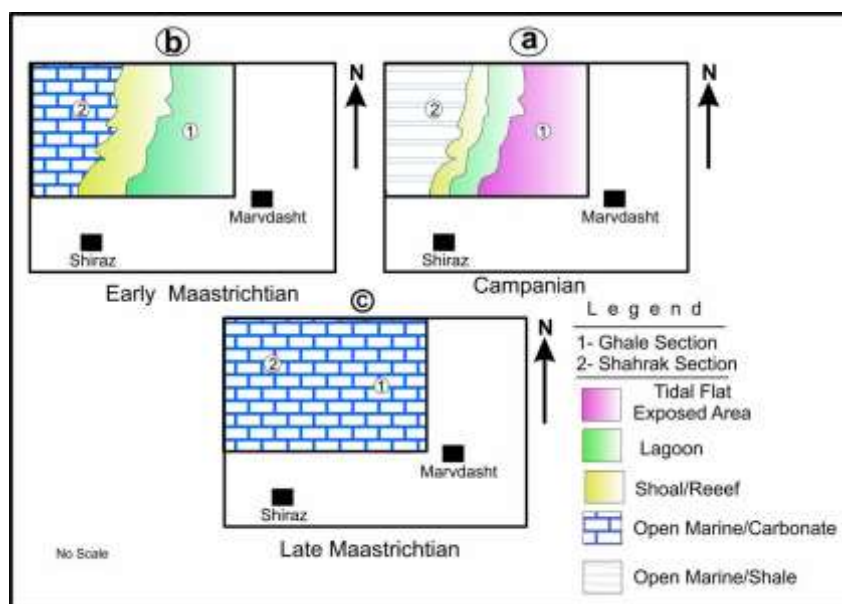 b
a
2
1
N
Marvdasht
Shiraz
Early Maastrichtian
2
1
N
Marvdasht
Shiraz
Campanian
c
2
1
N
Marvdasht
Shiraz
Late Maastrichtian
No Scale
Legend
1- Ghale Section
2- Shahrak Section
Tidal Flat
Exposed Area
Lagoon
Shoal/Reeef
Open Marine/Carbonate
Open Marine/Shale